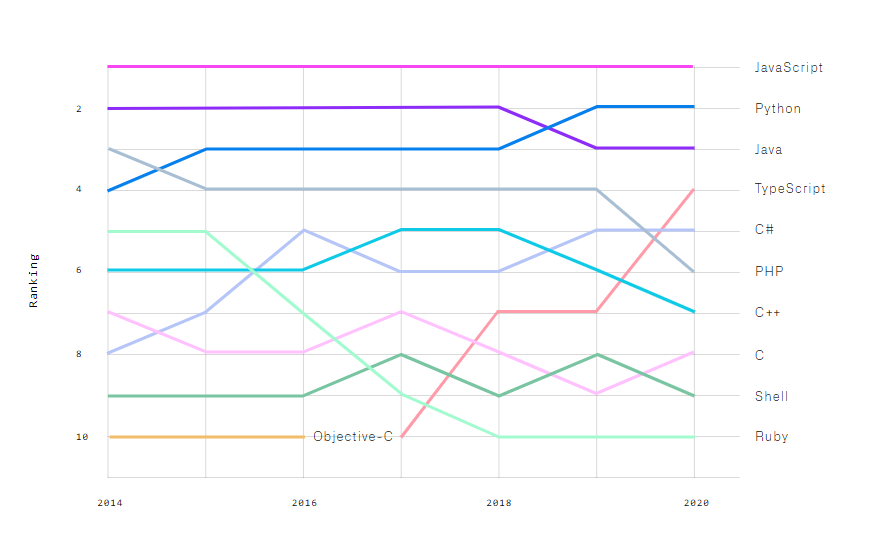 JavaScript
2
Python
Java
4
TypeScript
C#
Ranking
6
PHP
C++
8
C
Shell
10
Objective-C
Ruby
2014
2016
2018
2020